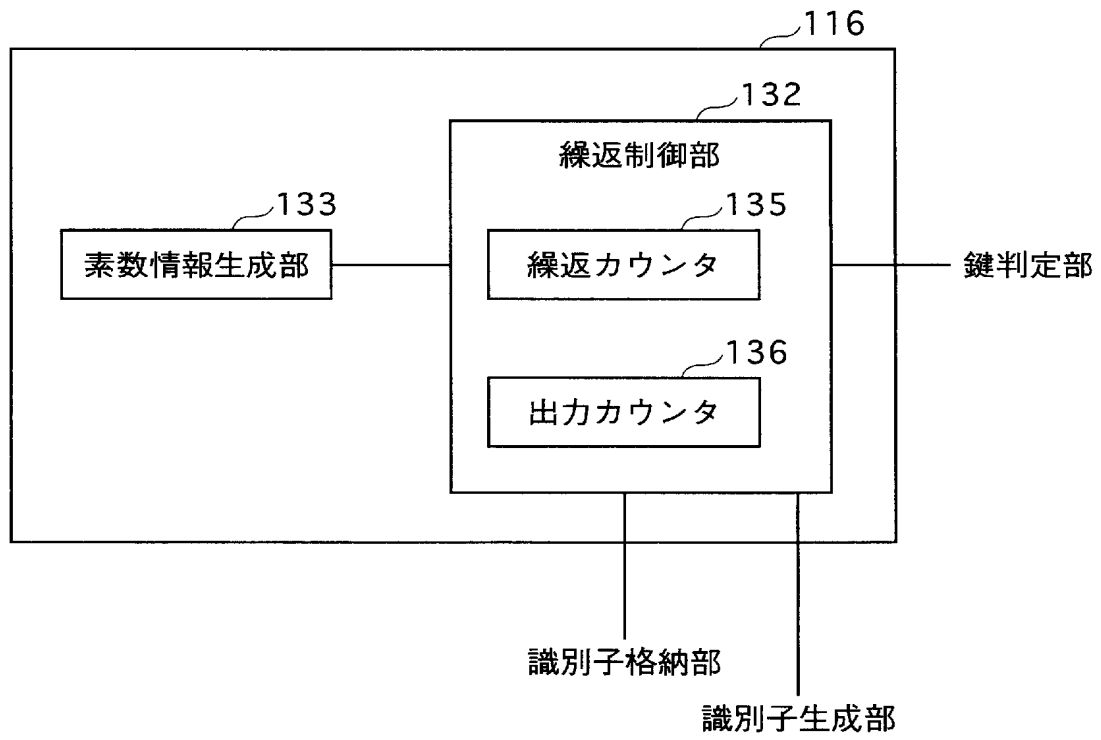 116
132
繰返制御部
133
135
素数情報生成部
繰返カウンタ
鍵判定部
136
出力カウンタ
識別子格納部
識別子生成部